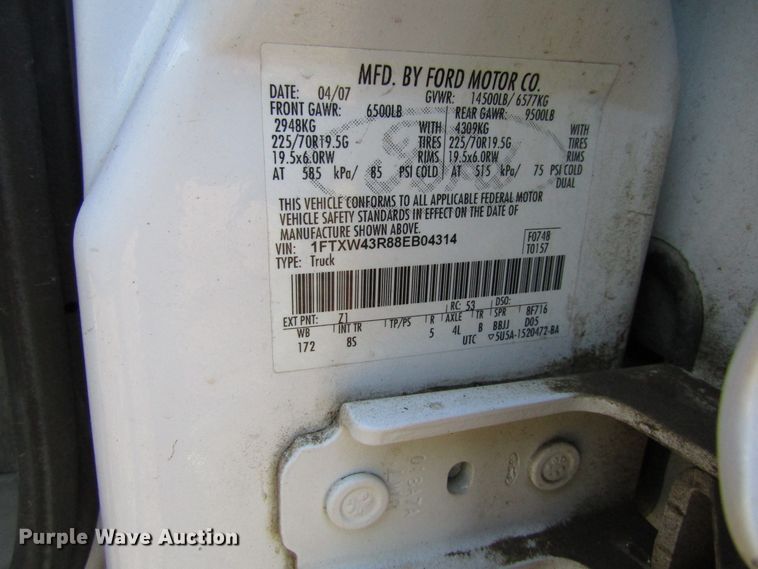 MFD. BY FORD MOTOR CO.
DATE: 04/07 GVWR: 14500LB/ 6577KG
FRONT GAWR: 6500LB REAR GAWR: 9500LB
2948KG WITH 4309KG WITH
225/70R19.5G TIRES 225/70R19.5G TIRES
19.5x6.0RW RIMS 19.5x6.0RW RIMS
AT 585 kPa/ 85 PSI COLD AT 515 kPa/ 75 PSI COLD
DUAL
THIS VEHICLE CONFORMS TO ALL APPLICABLE FEDERAL MOTOR
VEHICLE SAFETY STANDARDS IN EFFECT ON THE DATE OF
MANUFACTURE SHOWN ABOVE.
VIN: 1FTXW43R88EB04314 F0748
TYPE: Truck T0157
RC: 53 DSO:
EXT PNT: Z1 BF716
WB INT TR TP/PS R AXLE TR SPR D05
172 8S 5 4L B BBJJ
UTC ▽5U5A-1520472-BA
Purple Wave Auction